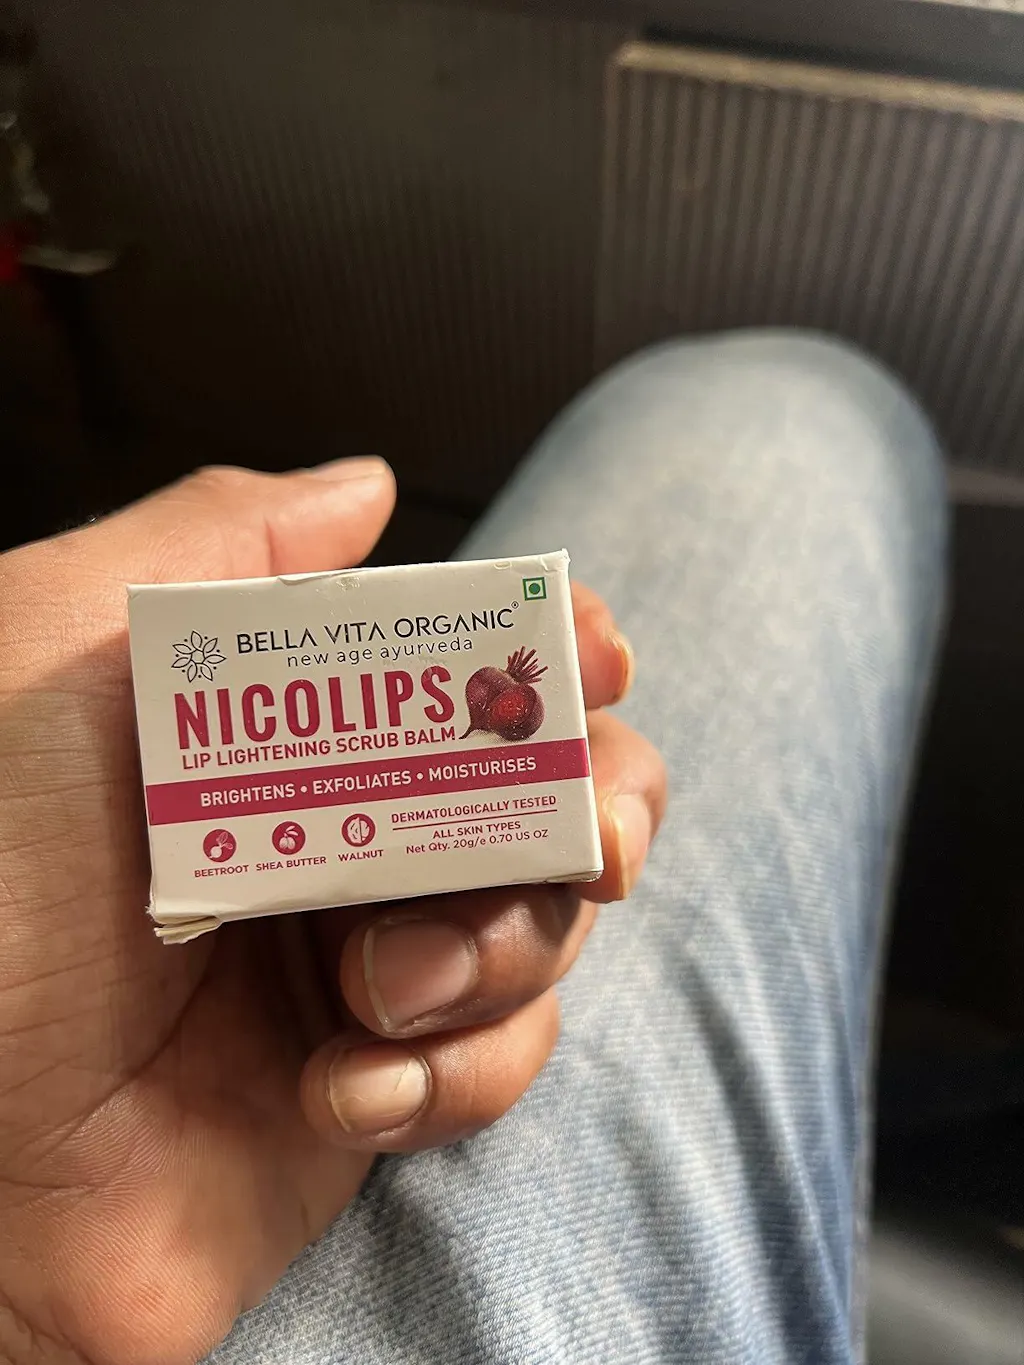 BELLA VITA ORGANIC®
new age ayurveda
NICOLIPS
LIP LIGHTENING SCRUB BALM
BRIGHTENS • EXFOLIATES • MOISTURISES
BEETROOT SHEA BUTTER WALNUT
DERMATOLOGICALLY TESTED
ALL SKIN TYPES
Net Qty. 20g/e 0.70 US OZ